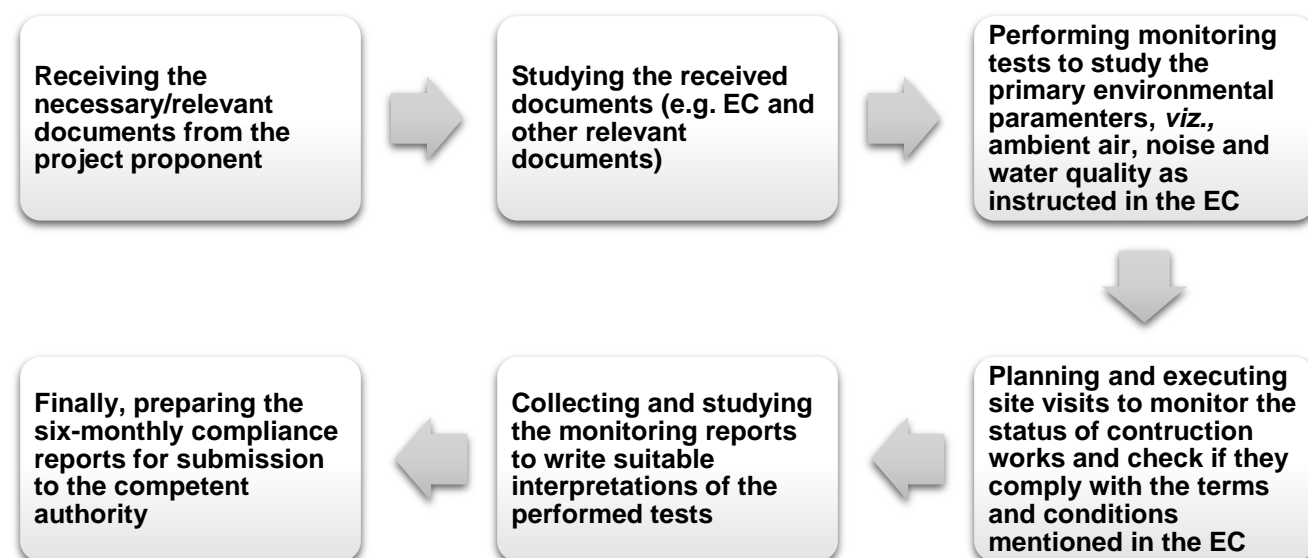 Receiving the
necessary/relevant
documents from the
project proponent
Studying the received
documents (e.g. EC and
other relevant
documents)
Performing monitoring
tests to study the
primary environmental
paramenters, viz.,
ambient air, noise and
water quality as
instructed in the EC
Planning and executing
site visits to monitor the
status of contruction
works and check if they
comply with the terms
and conditions
mentioned in the EC
Collecting and studying
the monitoring reports
to write suitable
interpretations of the
performed tests
Finally, preparing the
six-monthly compliance
reports for submission
to the competent
authority